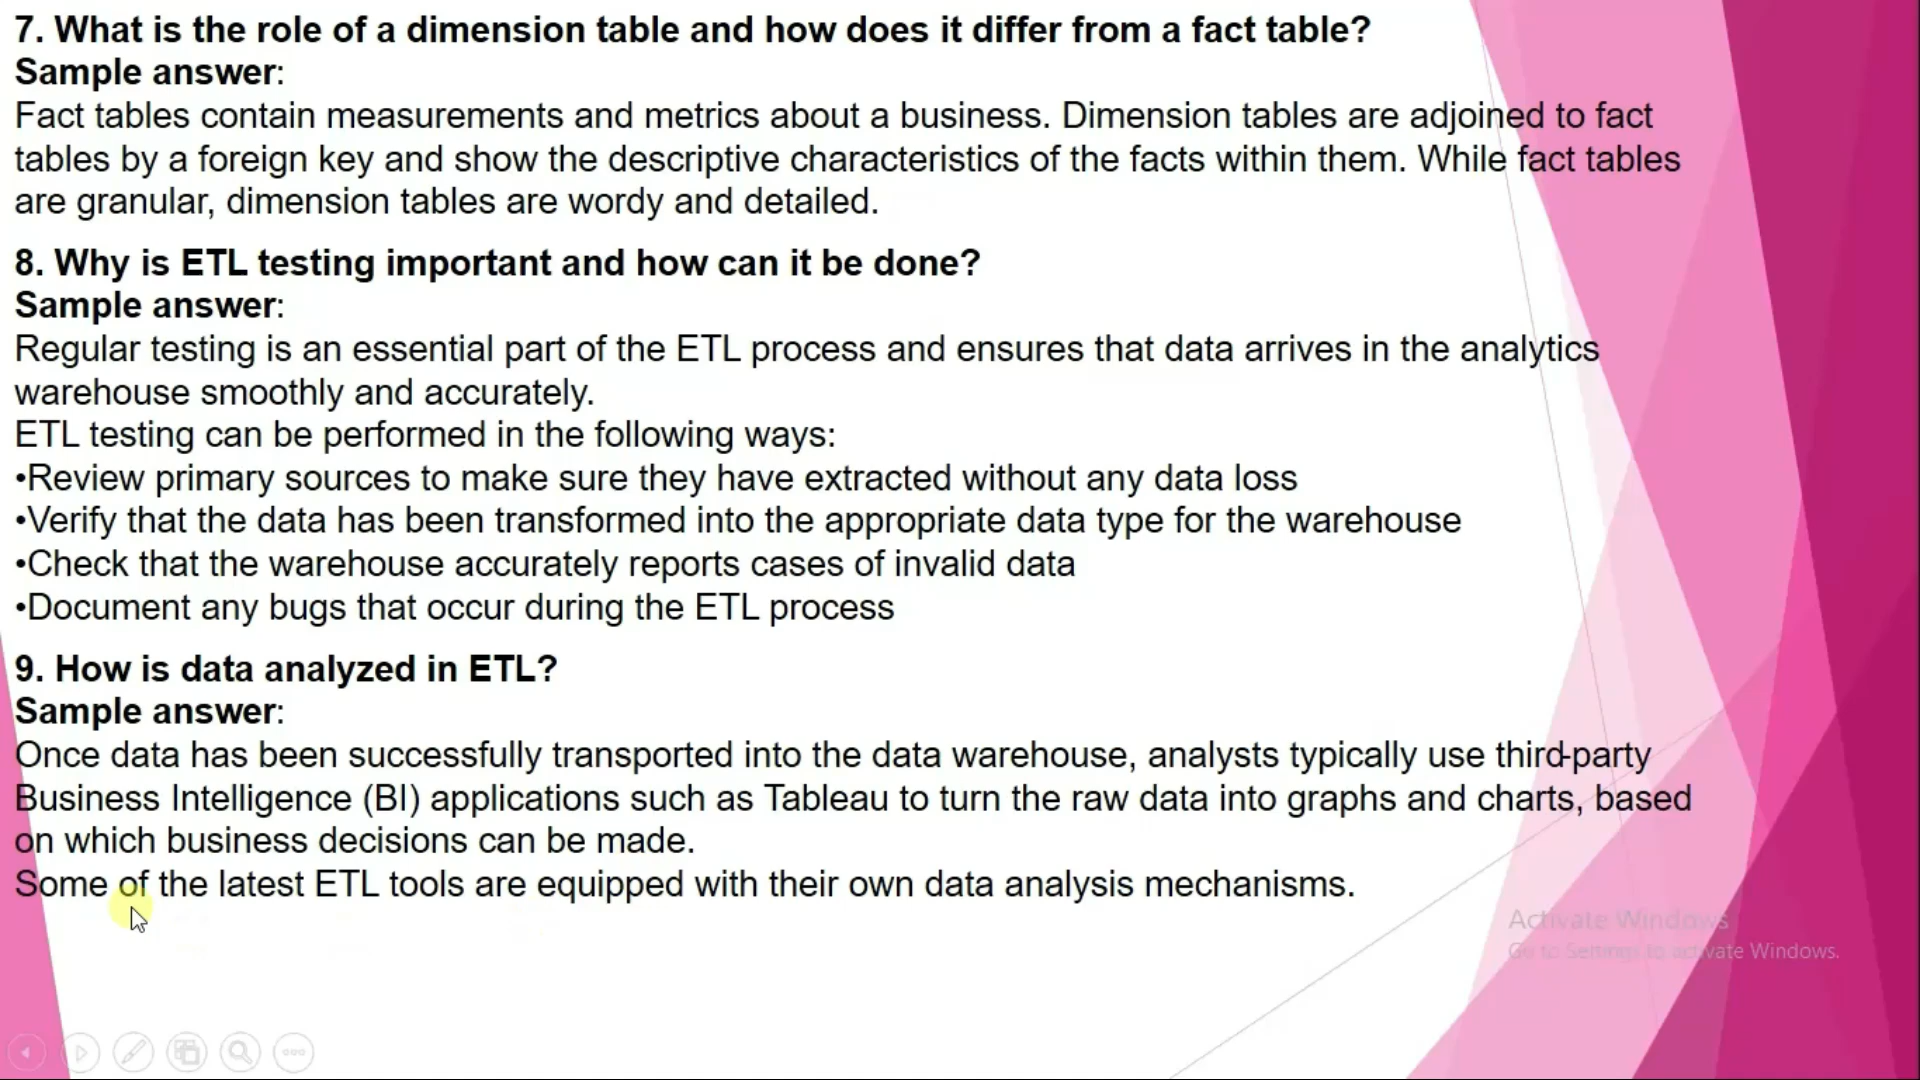 7. What is the role of a dimension table and how does it differ from a fact table?
Sample answer:
Fact tables contain measurements and metrics about a business. Dimension tables are adjoined to fact
tables by a foreign key and show the descriptive characteristics of the facts within them. While fact tables
are granular, dimension tables are wordy and detailed.
8. Why is ETL testing important and how can it be done?
Sample answer:
Regular testing is an essential part of the ETL process and ensures that data arrives in the analytics
warehouse smoothly and accurately.
ETL testing can be performed in the following ways:
•Review primary sources to make sure they have extracted without any data loss
•Verify that the data has been transformed into the appropriate data type for the warehouse
•Check that the warehouse accurately reports cases of invalid data
•Document any bugs that occur during the ETL process
9. How is data analyzed in ETL?
Sample answer:
Once data has been successfully transported into the data warehouse, analysts typically use third-party
Business Intelligence (BI) applications such as Tableau to turn the raw data into graphs and charts, based
on which business decisions can be made.
Some of the latest ETL tools are equipped with their own data analysis mechanisms.
Activate Windows
Go to Settings to activate Windows.